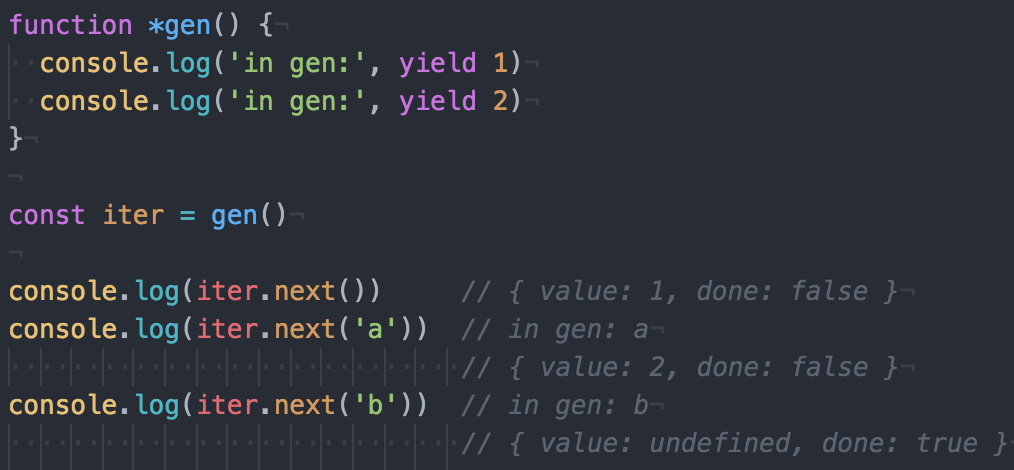 function *gen() {¬
··console.log('in gen:', yield 1)¬
··console.log('in gen:', yield 2)¬
}¬
¬
const iter = gen()¬
¬
console.log(iter.next())     // { value: 1, done: false }¬
console.log(iter.next('a'))  // in gen: a¬
                             // { value: 2, done: false }¬
console.log(iter.next('b'))  // in gen: b¬
                             // { value: undefined, done: true }¬